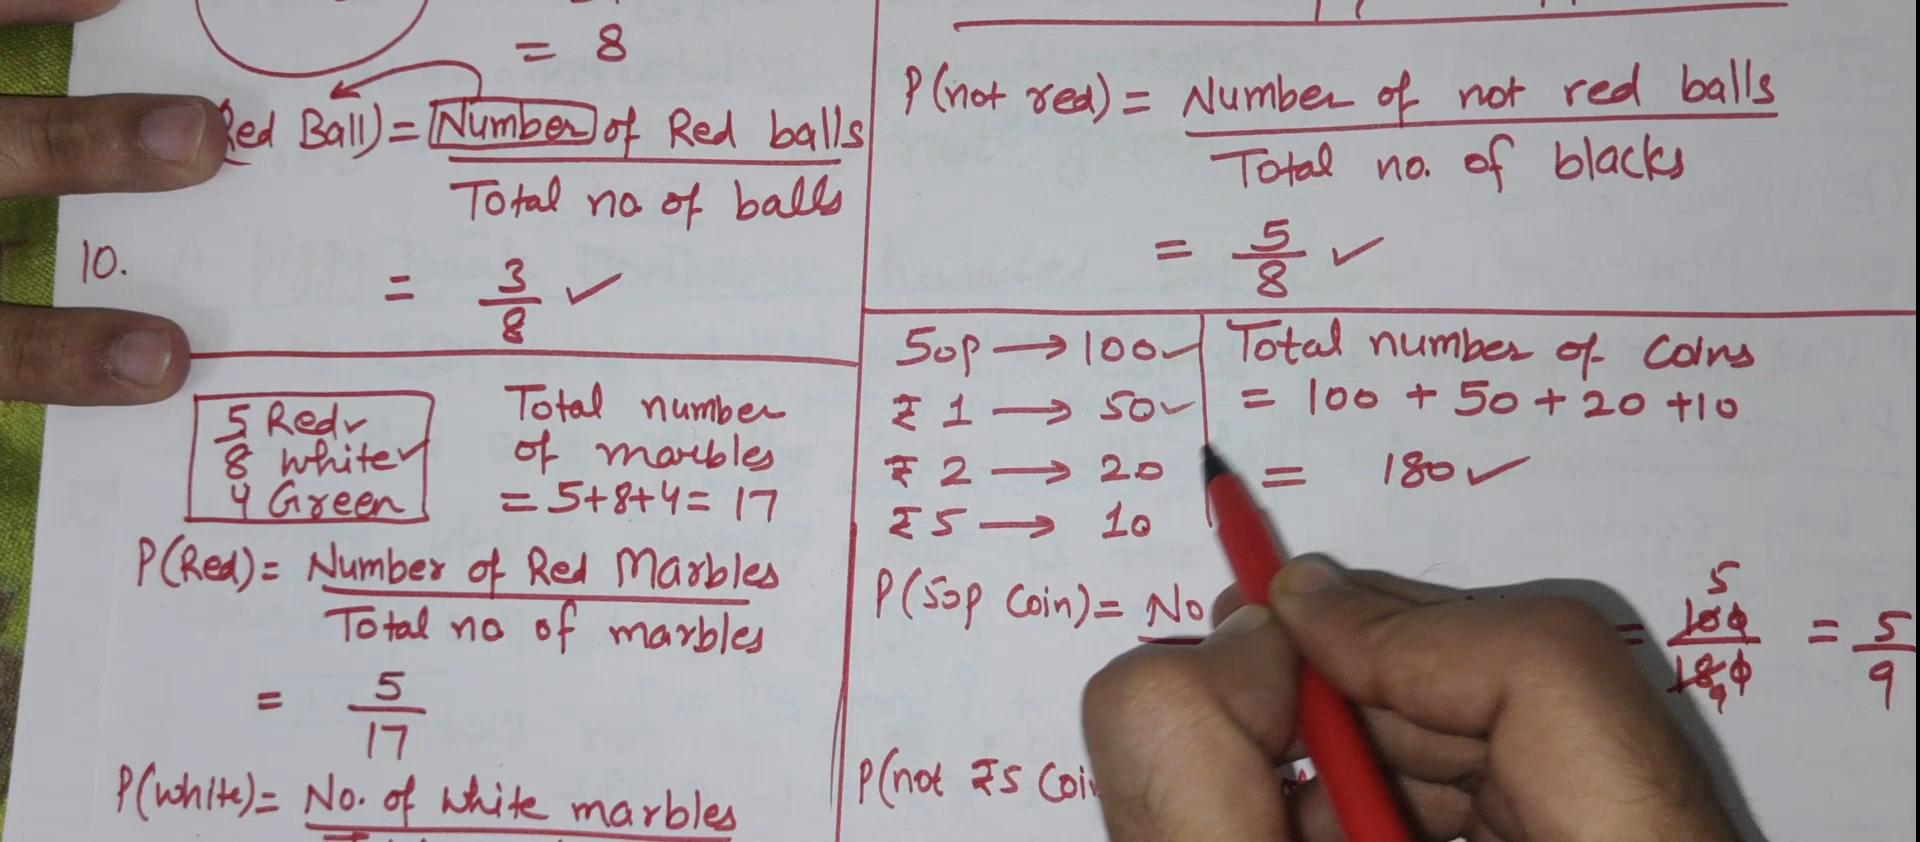 = 8
Red Ball) = Number of Red balls
Total no of balls
10.
= 3/8 ✓
5 Red ✓
8 white ✓
4 Green
Total number
of marbles
= 5+8+4 = 17
P(Red) = Number of Red Marbles
Total no of marbles
= 5/17
P(white) = No. of white marbles
P(not red) = Number of not red balls
Total no. of blacks
= 5/8 ✓
50p → 100 ✓
₹ 1 → 50 ✓
₹ 2 → 20
₹ 5 → 10
Total number of coins
= 100 + 50 + 20 + 10
= 180 ✓
P(50p Coin) = No
= 100/180 = 5/9
5
9
P(not ₹5 Coin